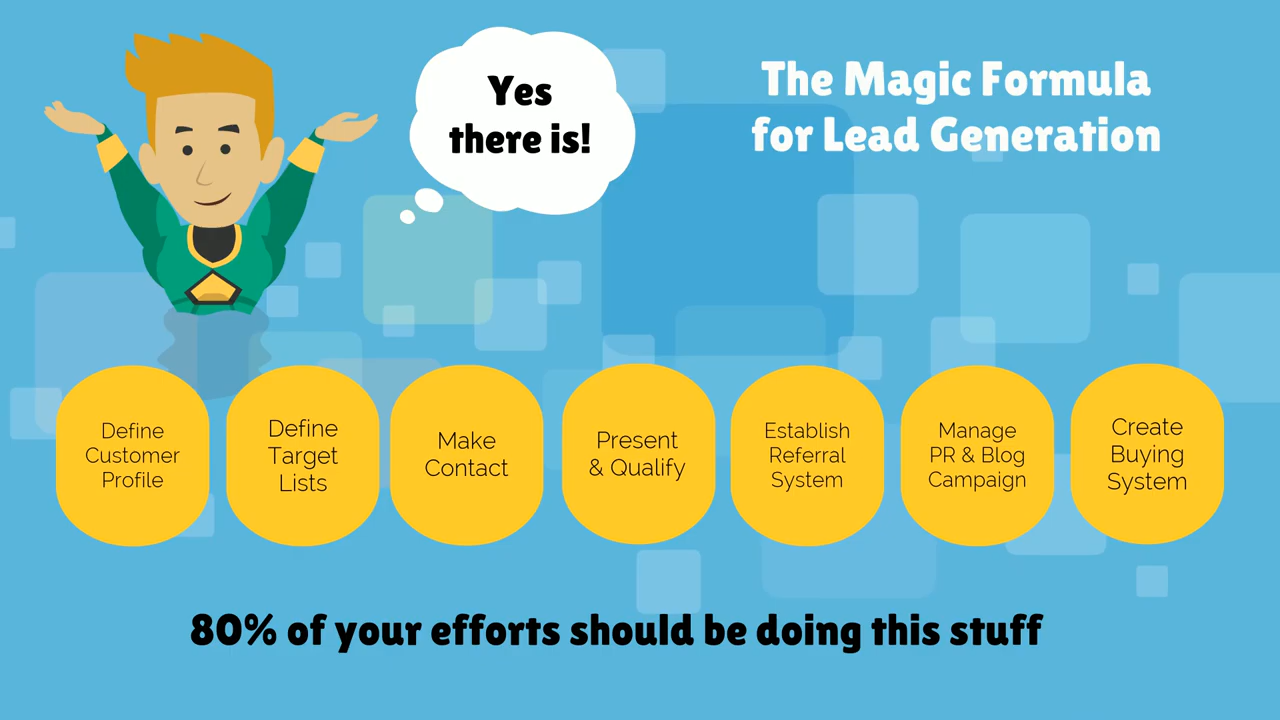 Yes
there is!
The Magic Formula
for Lead Generation
Define
Customer
Profile
Define
Target
Lists
Make
Contact
Present
& Qualify
Establish
Referral
System
Manage
PR & Blog
Campaign
Create
Buying
System
80% of your efforts should be doing this stuff